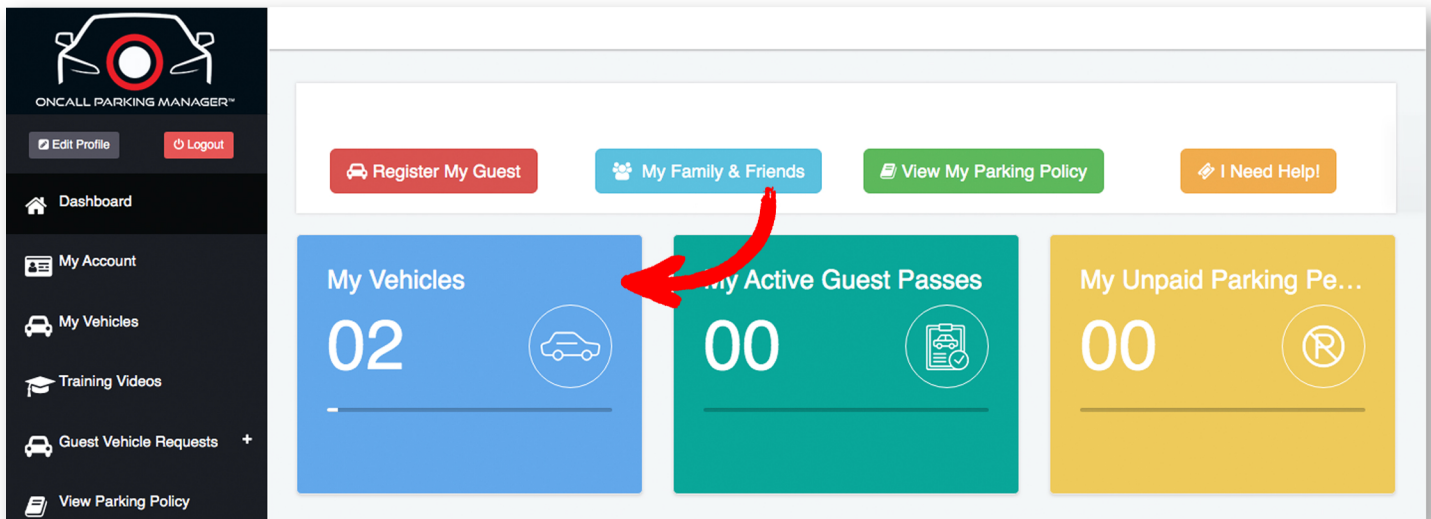 ONCALL PARKING MANAGER™
Edit Profile
Logout
Dashboard
My Account
My Vehicles
Training Videos
Guest Vehicle Requests +
View Parking Policy
Register My Guest
My Family & Friends
View My Parking Policy
I Need Help!
My Vehicles
02
My Active Guest Passes
00
My Unpaid Parking Pe...
00
R